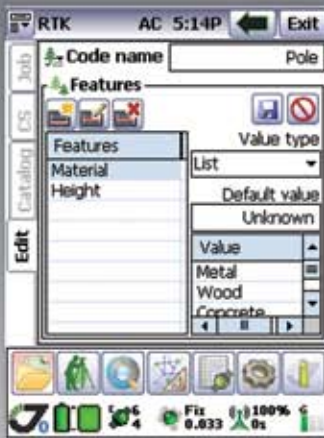 RTK AC 5:14P Exit
Job
CS
Catalog
Edit
Code name Pole
Features
Features
Material
Height
Value type
List
Default value
Unknown
Value
Metal
Wood
Concrete
Fix 100%
0.033 0s